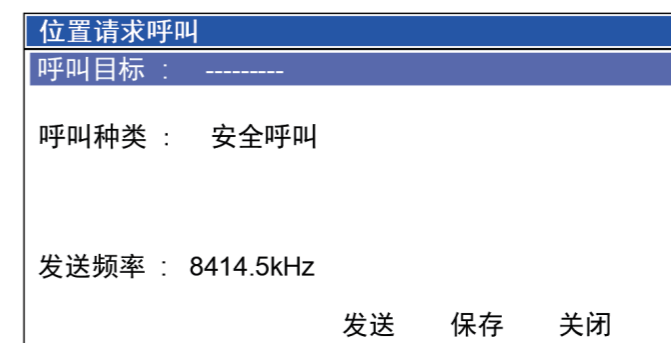 位置请求呼叫
呼叫目标 : ---------
呼叫种类 : 安全呼叫
发送频率 : 8414.5kHz
发送 保存 关闭